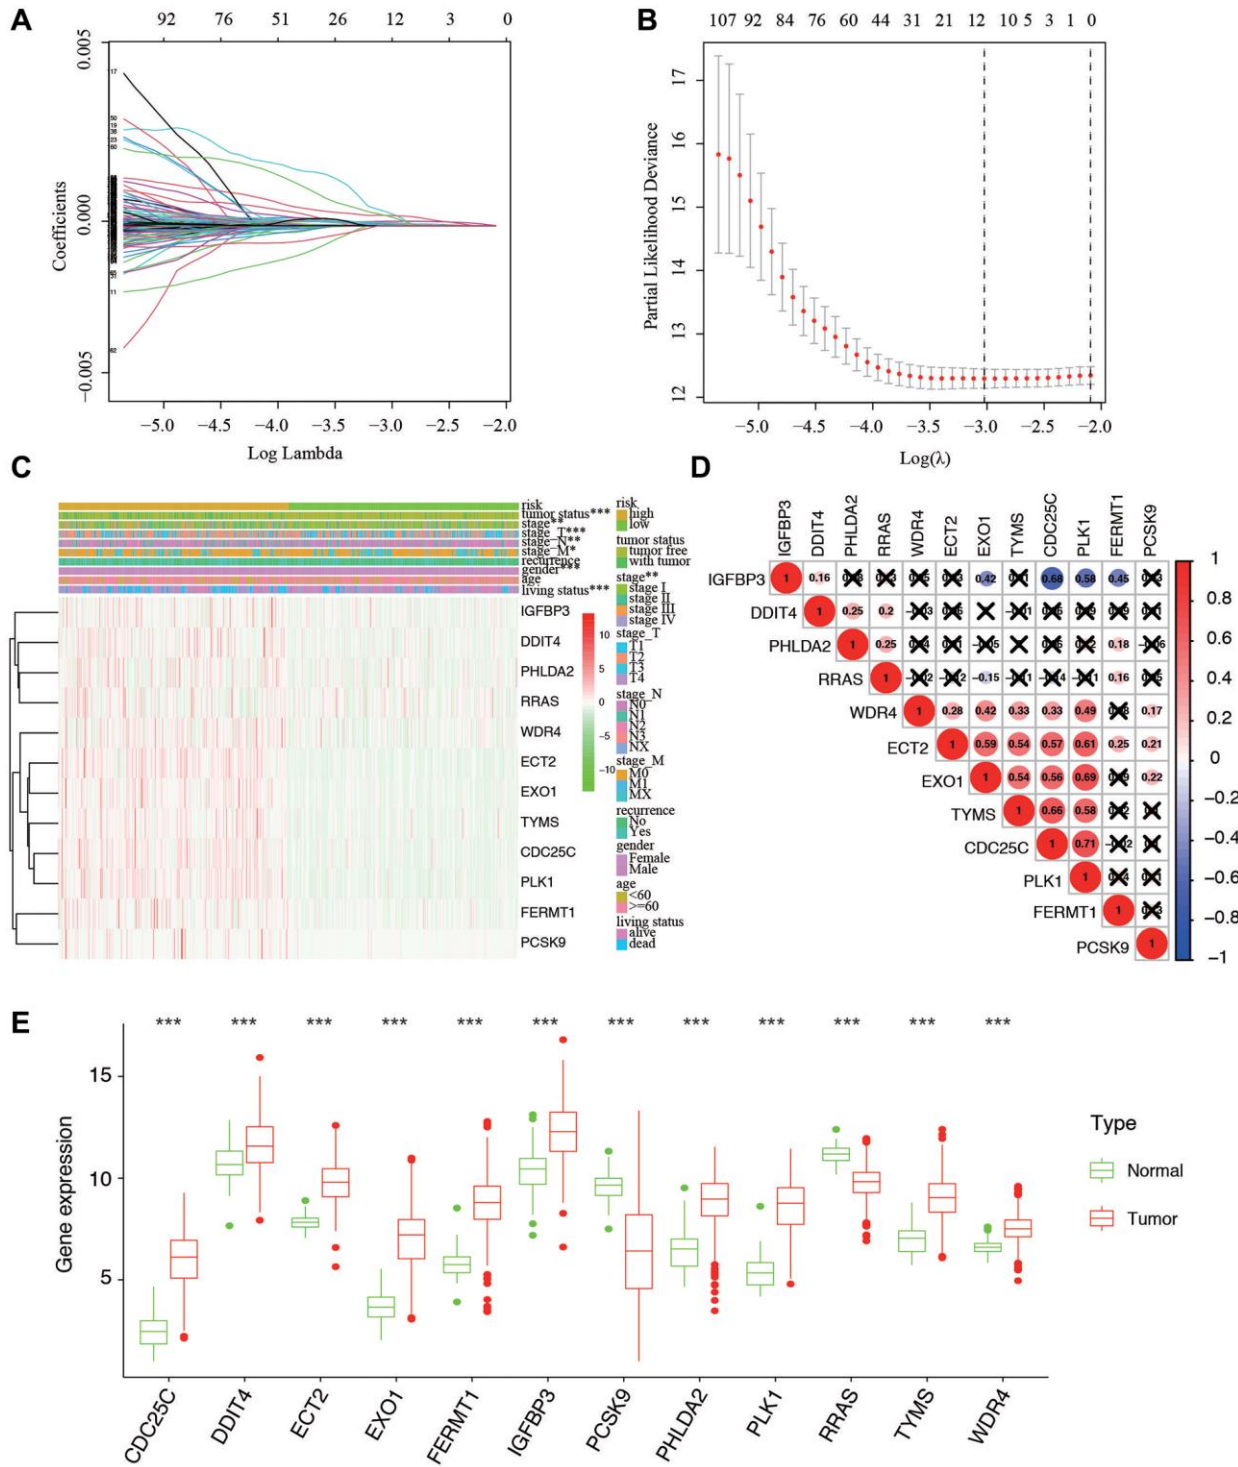 A
92 76 51 26 12 3 0
0.005
0.000
−0.005
Coefficients
17
50
19
38
23
60
11
62
−5.0 −4.5 −4.0 −3.5 −3.0 −2.5 −2.0
Log Lambda
B
107 92 84 76 60 44 31 21 12 10 5 3 1 0
17
16
15
14
13
12
Partial Likelihood Deviance
−5.0 −4.5 −4.0 −3.5 −3.0 −2.5 −2.0
Log(λ)
C
risk
tumor status***
stage**
stage_T***
stage_N**
stage_M*
recurrence
gender***
age
living status***
IGFBP3
DDIT4
PHLDA2
RRAS
WDR4
ECT2
EXO1
TYMS
CDC25C
PLK1
FERMT1
PCSK9
10
5
0
−5
−10
risk
high
low
tumor status
tumor free
with tumor
stage**
stage I
stage II
stage III
stage IV
stage_T
T1
T2
T3
T4
stage_N
N0
N1
N2
N3
NX
stage_M
M0
M1
MX
recurrence
No
Yes
gender
Female
Male
age
<60
>=60
living status
alive
dead
D
IGFBP3 DDIT4 PHLDA2 RRAS WDR4 ECT2 EXO1 TYMS CDC25C PLK1 FERMT1 PCSK9
IGFBP3 1 0.16 0.42 0.68 0.58 0.45
DDIT4 1 0.25 0.2
PHLDA2 1 0.25 0.18
RRAS 1 −0.15 0.16
WDR4 1 0.28 0.42 0.33 0.33 0.49 0.17
ECT2 1 0.59 0.54 0.57 0.61 0.25 0.21
EXO1 1 0.54 0.56 0.69 0.22
TYMS 1 0.66 0.58
CDC25C 1 0.71
PLK1 1
FERMT1 1
PCSK9 1
1
0.8
0.6
0.4
0.2
0
−0.2
−0.4
−0.6
−0.8
−1
E
*** *** *** *** *** *** *** *** *** *** *** ***
15
10
5
Gene expression
CDC25C DDIT4 ECT2 EXO1 FERMT1 IGFBP3 PCSK9 PHLDA2 PLK1 RRAS TYMS WDR4
Type
Normal
Tumor